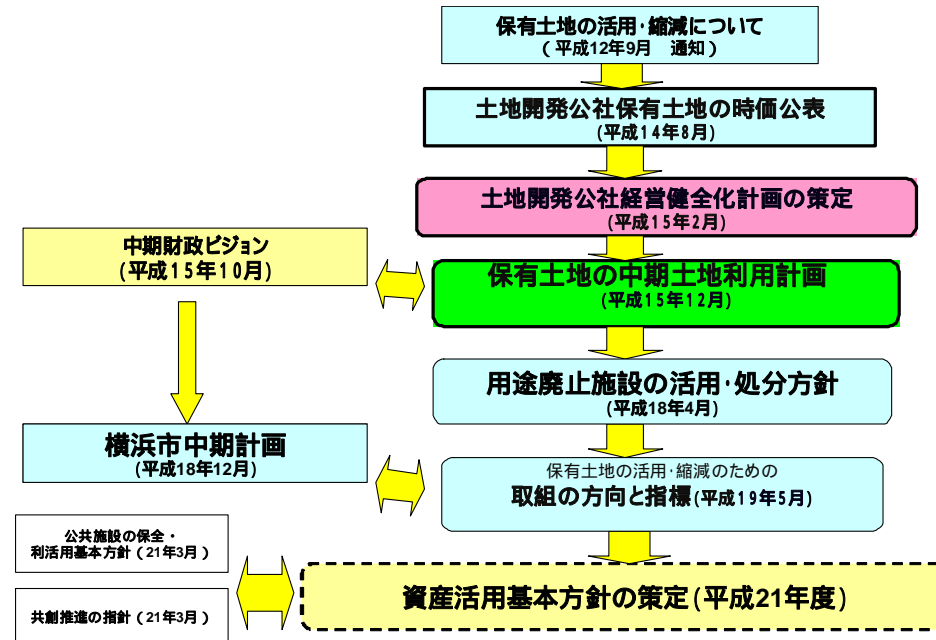 保有土地の活用･縮減について
(平成12年9月　通知)
土地開発公社保有土地の時価公表
(平成14年8月)
土地開発公社経営健全化計画の策定
(平成15年2月)
中期財政ビジョン
(平成15年10月)
保有土地の中期土地利用計画
(平成15年12月)
用途廃止施設の活用･処分方針
(平成18年4月)
横浜市中期計画
(平成18年12月)
保有土地の活用･縮減のための
取組の方向と指標(平成19年5月)
公共施設の保全・
利活用基本方針(21年3月)
共創推進の指針(21年3月)
資産活用基本方針の策定(平成21年度)